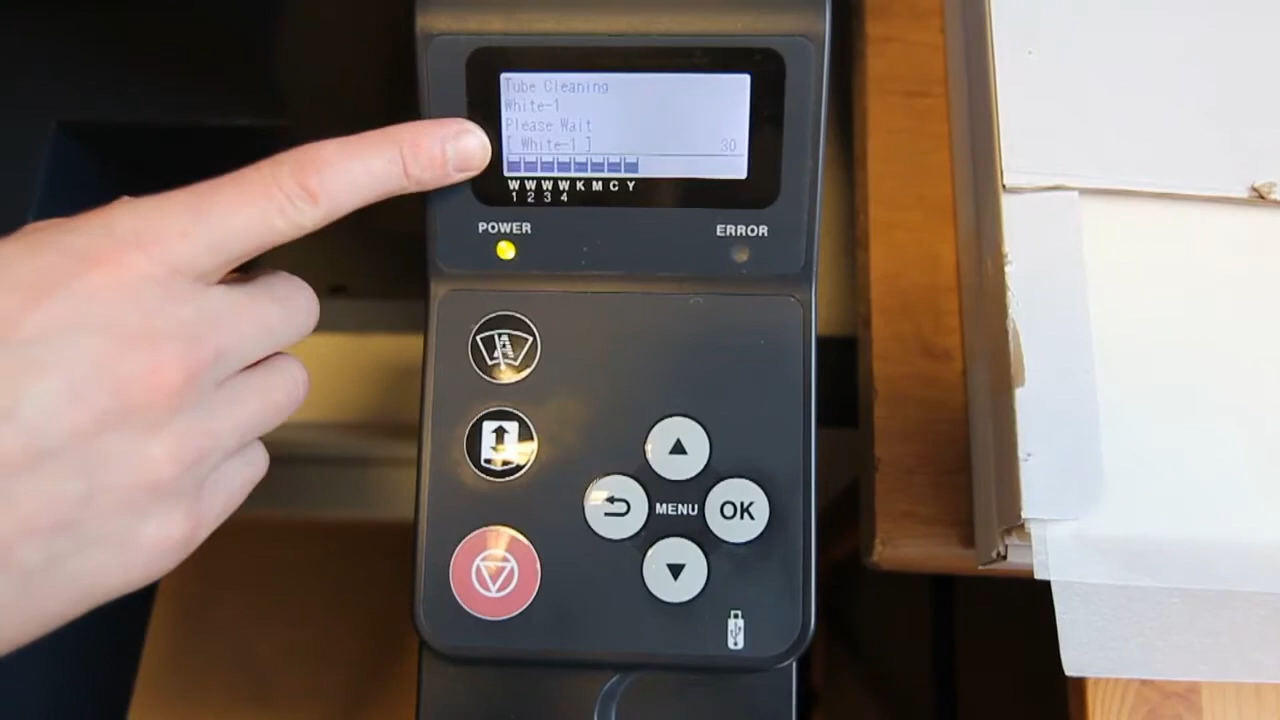 Tube Cleaning
White-1
Please Wait
[ White-1 ] 30
W W W W K M C Y
1 2 3 4
POWER ERROR
MENU OK